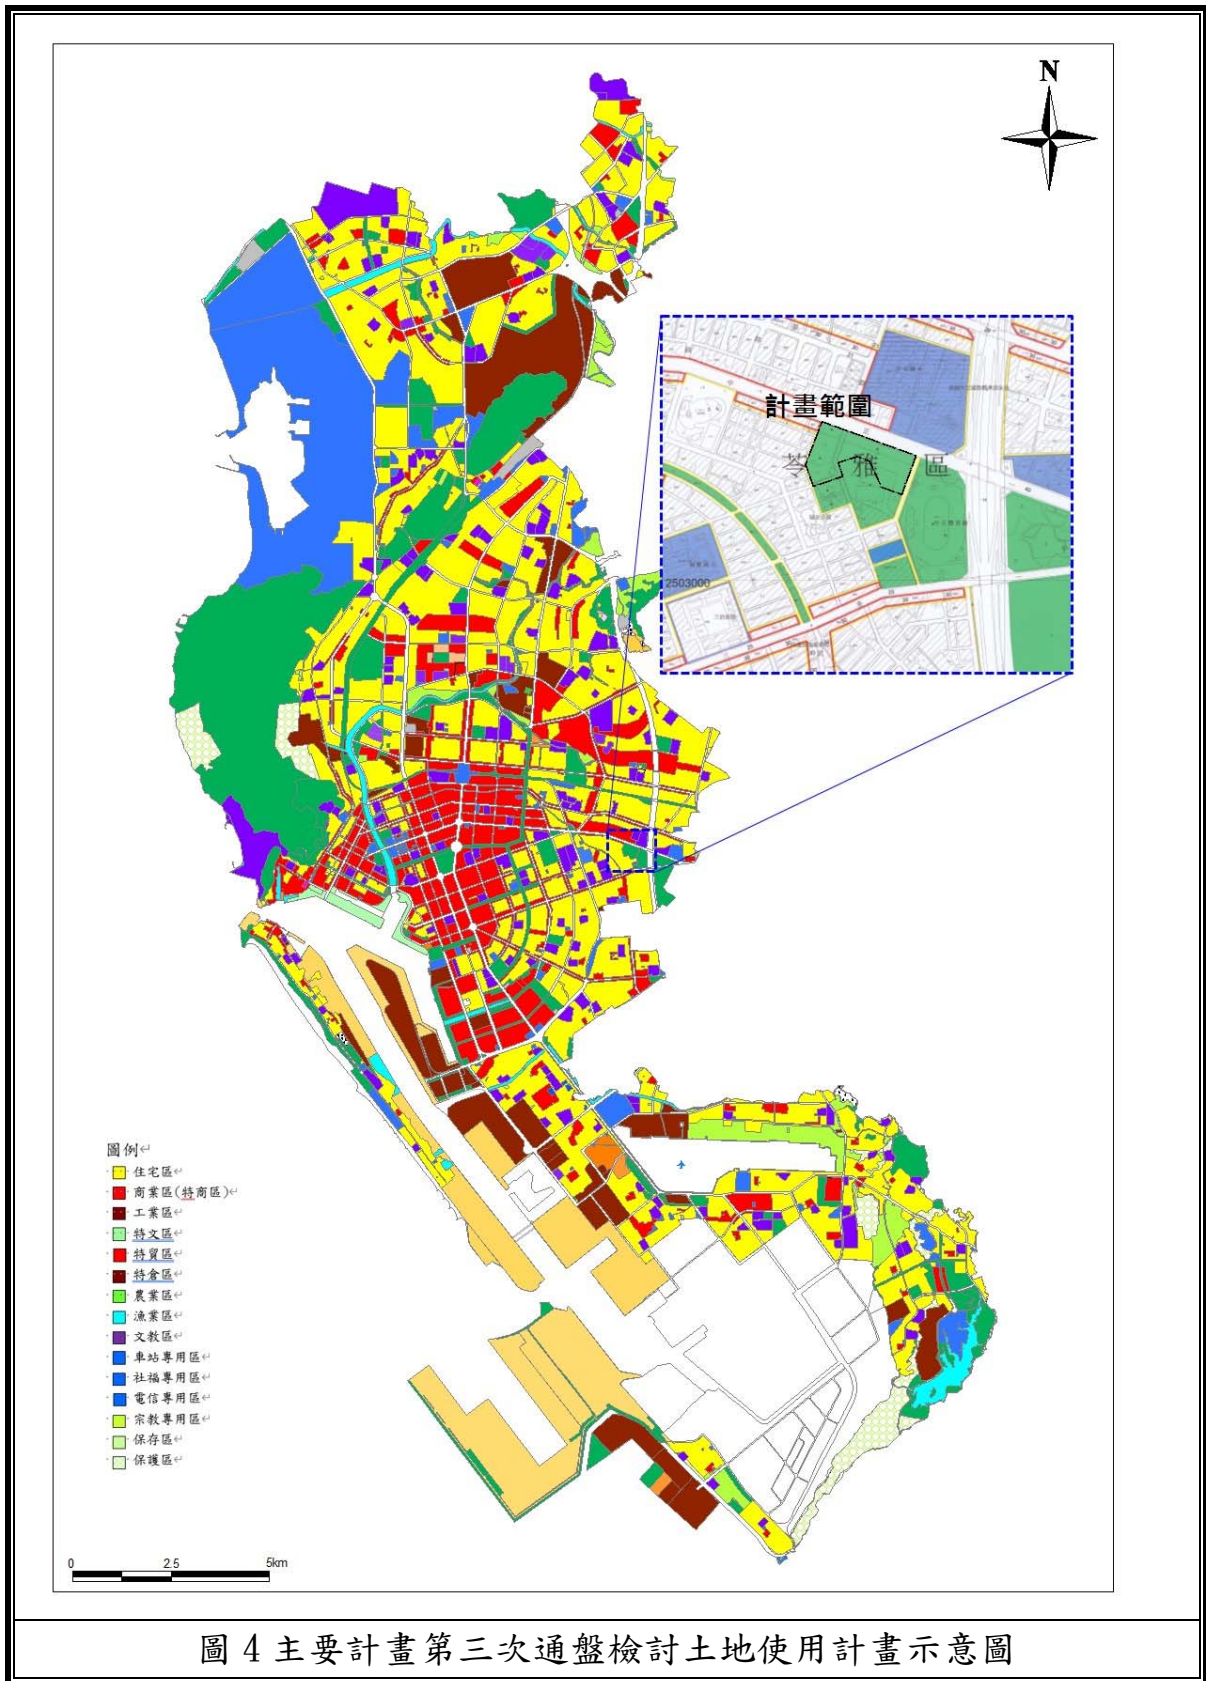 N
計畫範圍
苓雅區
2503000
圖例↵
住宅區↵
商業區(特商區)↵
工業區↵
特文區↵
特貿區↵
特倉區↵
農業區↵
漁業區↵
文教區↵
車站專用區↵
社福專用區↵
電信專用區↵
宗教專用區↵
保存區↵
保護區↵
0 2.5 5km
圖 4 主要計畫第三次通盤檢討土地使用計畫示意圖